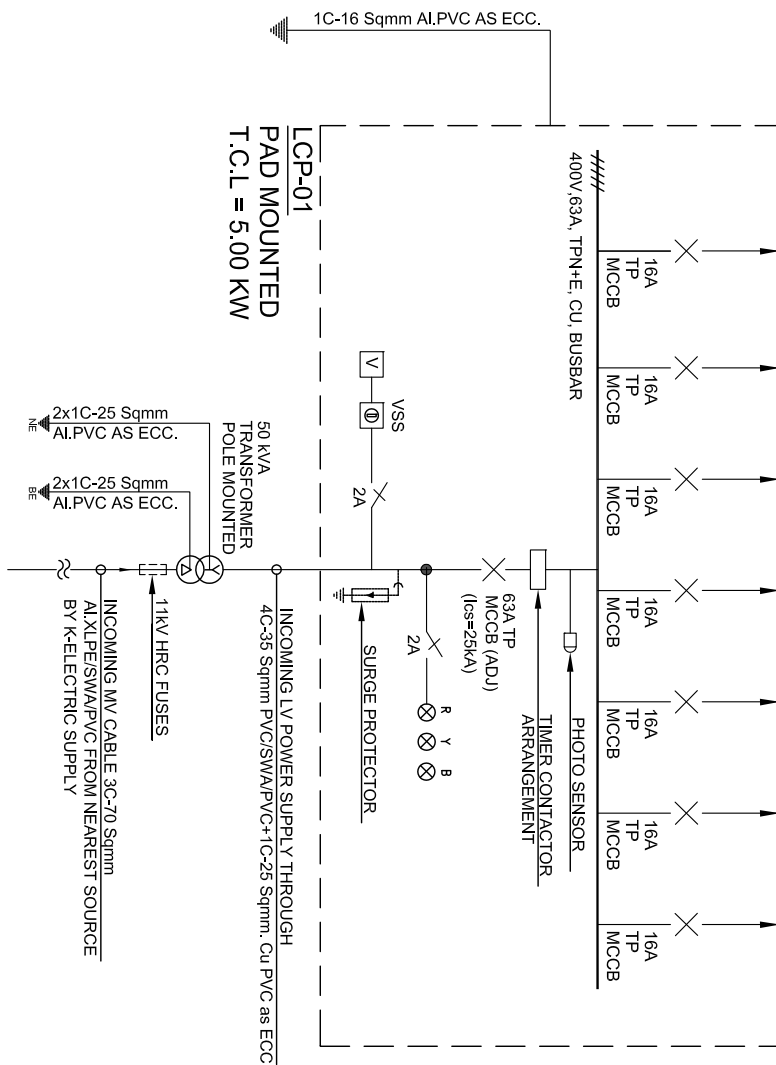 1C-16 Sqmm Al.PVC AS ECC.
LCP-01
PAD MOUNTED
T.C.L = 5.00 KW
400V,63A, TPN+E, CU, BUSBAR
16A
TP
MCCB
16A
TP
MCCB
16A
TP
MCCB
16A
TP
MCCB
16A
TP
MCCB
16A
TP
MCCB
16A
TP
MCCB
V
VSS
2A
2A
R
Y
B
63A TP
MCCB (ADJ)
(Ics=25kA)
PHOTO SENSOR
TIMER CONTACTOR
ARRANGEMENT
SURGE PROTECTOR
50 kVA
TRANSFORMER
POLE MOUNTED
2x1C-25 Sqmm
Al.PVC AS ECC.
NE
2x1C-25 Sqmm
Al.PVC AS ECC.
BE
Y
INCOMING LV POWER SUPPLY THROUGH
4C-35 Sqmm PVC/SWA/PVC+1C-25 Sqmm. Cu PVC as ECC
11kV HRC FUSES
INCOMING MV CABLE 3C-70 Sqmm
Al.XLPE/SWA/PVC FROM NEAREST SOURCE
BY K-ELECTRIC SUPPLY